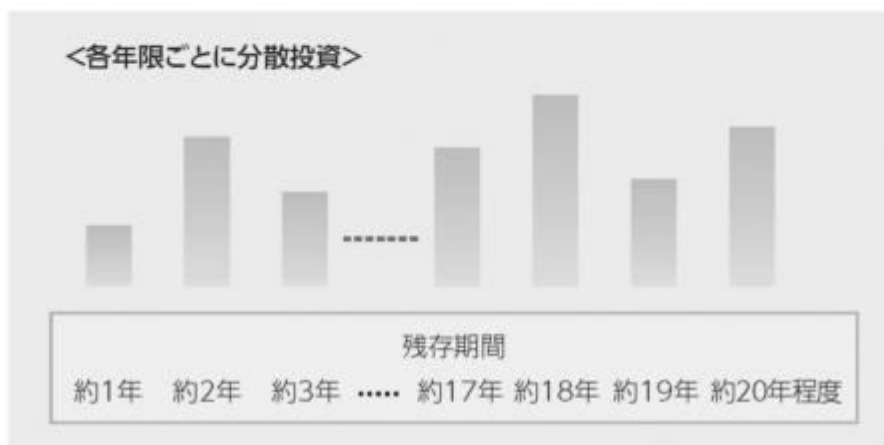 ＜各年限ごとに分散投資＞
残存期間
約1年 約2年 約3年 ‥‥‥ 約17年 約18年 約19年 約20年程度